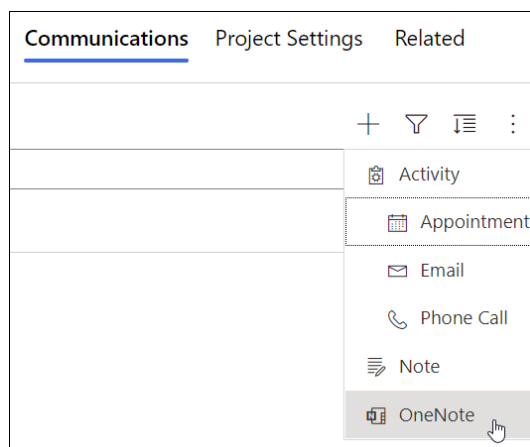 Communications Project Settings Related
Activity
Appointment
Email
Phone Call
Note
OneNote